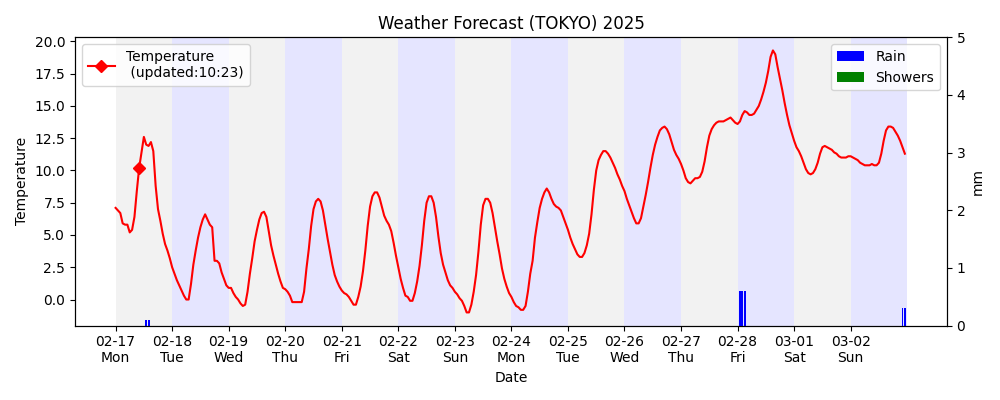 Weather Forecast (TOKYO) 2025
Temperature
(updated:10:23)
Rain
Showers
20.0
17.5
15.0
12.5
10.0
7.5
5.0
2.5
0.0
Temperature
5
4
3
2
1
0
mm
02-17 02-18 02-19 02-20 02-21 02-22 02-23 02-24 02-25 02-26 02-27 02-28 03-01 03-02
Mon Tue Wed Thu Fri Sat Sun Mon Tue Wed Thu Fri Sat Sun
Date